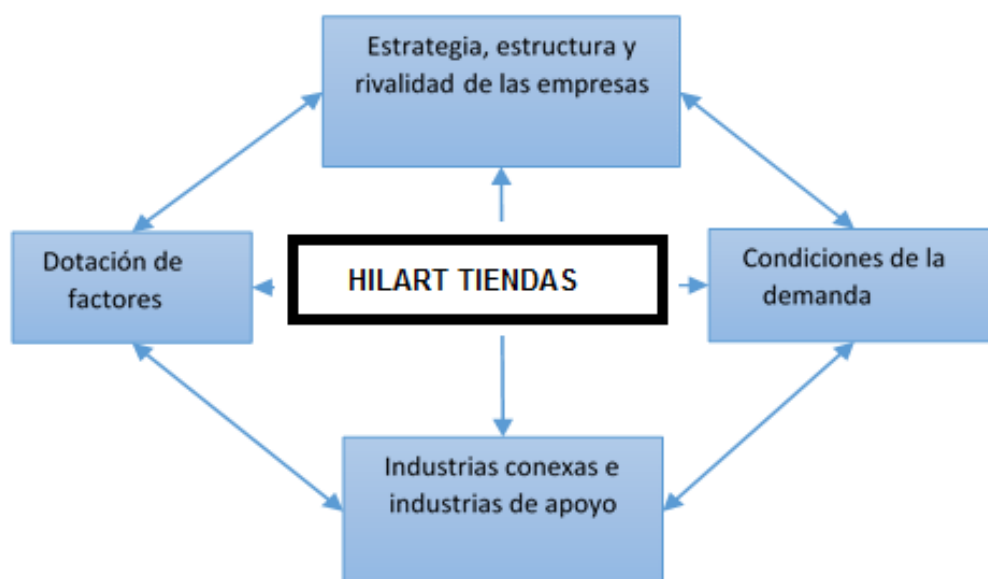 Estrategia, estructura y
rivalidad de las empresas
Dotación de
factores
HILART TIENDAS
Condiciones de la
demanda
Industrias conexas e
industrias de apoyo